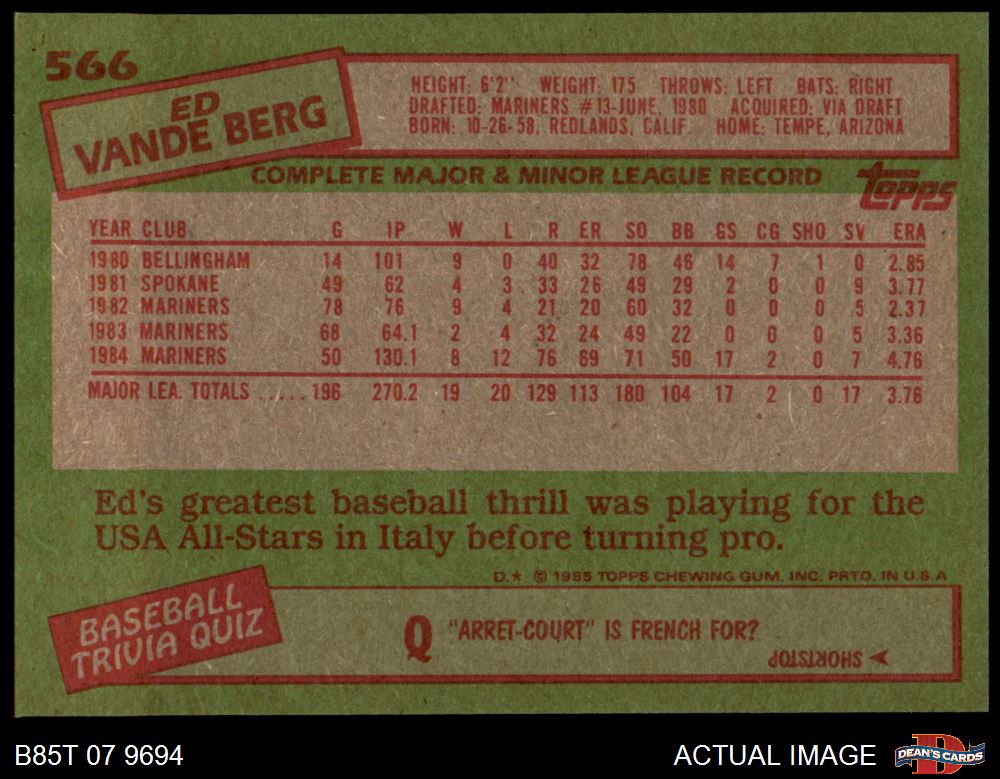 566
ED
VANDE BERG
HEIGHT: 6'2". WEIGHT: 175 THROWS: LEFT BATS: RIGHT
DRAFTED: MARINERS #13-JUNE, 1980 ACQUIRED: VIA DRAFT
BORN: 10-26-58, REDLANDS, CALIF. HOME: TEMPE, ARIZONA
COMPLETE MAJOR & MINOR LEAGUE RECORD
topps
YEAR CLUB G IP W L R ER SO BB GS CG SHO SV ERA
1980 BELLINGHAM 14 101 9 0 40 32 78 46 14 7 1 0 2.85
1981 SPOKANE 49 62 4 3 33 26 49 29 2 0 0 9 3.77
1982 MARINERS 78 76 9 4 21 20 60 32 0 0 0 5 2.37
1983 MARINERS 68 64.1 2 4 32 24 49 22 0 0 0 5 3.36
1984 MARINERS 50 130.1 8 12 76 69 71 50 17 2 0 7 4.76
MAJOR LEA. TOTALS ..... 196 270.2 19 20 129 113 180 104 17 2 0 17 3.76
Ed's greatest baseball thrill was playing for the
USA All-Stars in Italy before turning pro.
D.* © 1985 TOPPS CHEWING GUM, INC. PRTD. IN U.S.A
BASEBALL
TRIVIA QUIZ
Q "ARRET-COURT" IS FRENCH FOR?
SHORTSTOP
B85T 07 9694
ACTUAL IMAGE
DEAN'S CARDS